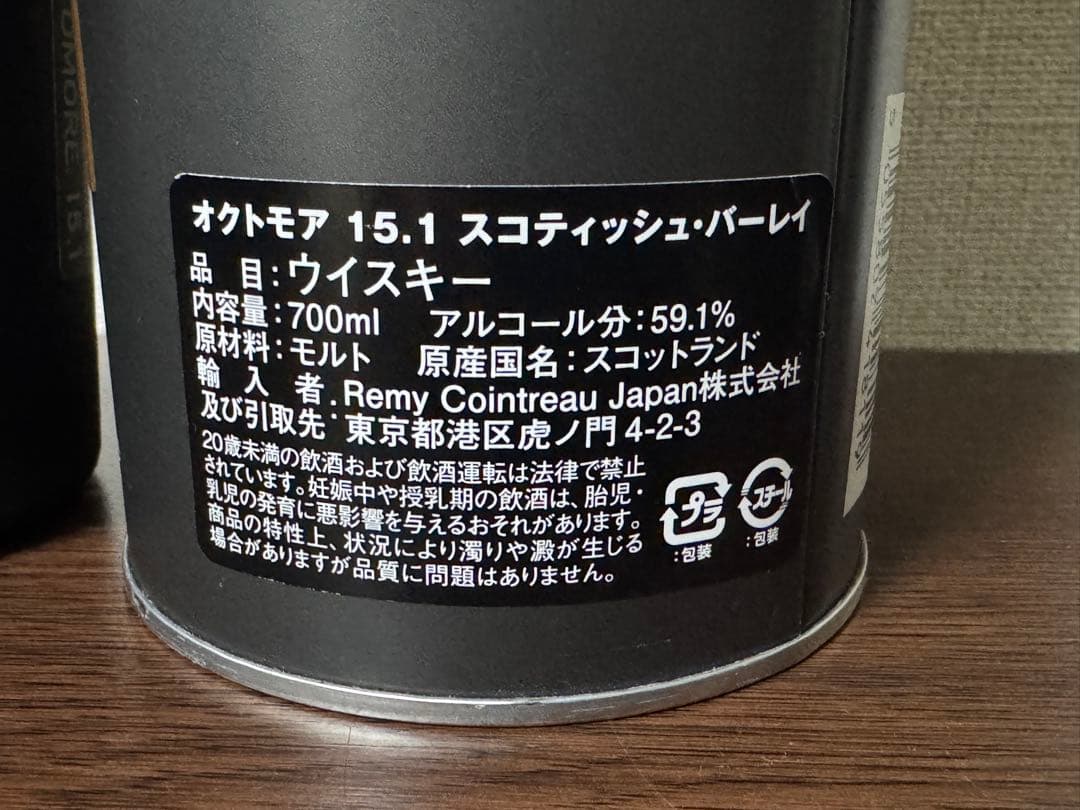 OMORE 15.1
オクトモア 15.1 スコティッシュ・バーレイ
品 目：ウイスキー
内容量：700ml アルコール分：59.1%
原材料：モルト 原産国名：スコットランド
輸 入 者 . Remy Cointreau Japan株式会社
及び引取先 : 東京都港区虎ノ門 4-2-3
20歳未満の飲酒および飲酒運転は法律で禁止
されています。妊娠中や授乳期の飲酒は、胎児・
乳児の発育に悪影響を与えるおそれがあります。
商品の特性上、状況により濁りや澱が生じる
場合がありますが品質に問題はありません。
プラ
:包装
スチール
:包装